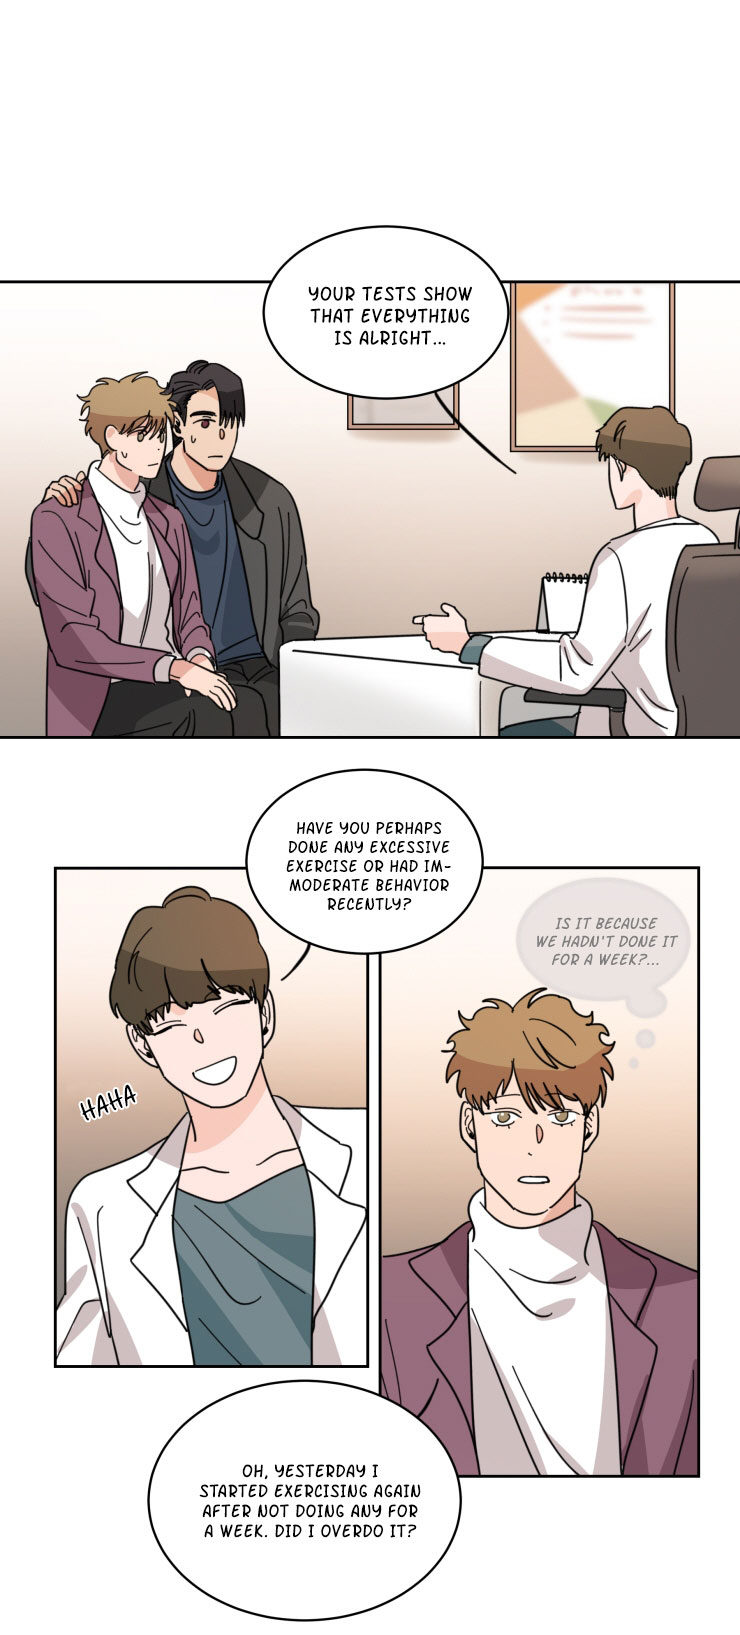 YOUR TESTS SHOW
THAT EVERYTHING
IS ALRIGHT...
HAVE YOU PERHAPS
DONE ANY EXCESSIVE
EXERCISE OR HAD IM-
MODERATE BEHAVIOR
RECENTLY?
IS IT BECAUSE
WE HADN'T DONE IT
FOR A WEEK?...
HAHA
OH, YESTERDAY I
STARTED EXERCISING AGAIN
AFTER NOT DOING ANY FOR
A WEEK. DID I OVERDO IT?